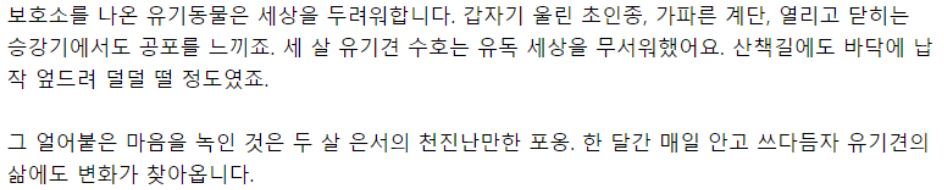 보호소를 나온 유기동물은 세상을 두려워합니다. 갑자기 울린 초인종, 가파른 계단, 열리고 닫히는
승강기에서도 공포를 느끼죠. 세 살 유기견 수호는 유독 세상을 무서워했어요. 산책길에도 바닥에 납
작 엎드려 덜덜 떨 정도였죠.
그 얼어붙은 마음을 녹인 것은 두 살 은서의 천진난만한 포옹. 한 달간 매일 안고 쓰다듬자 유기견의
삶에도 변화가 찾아옵니다.